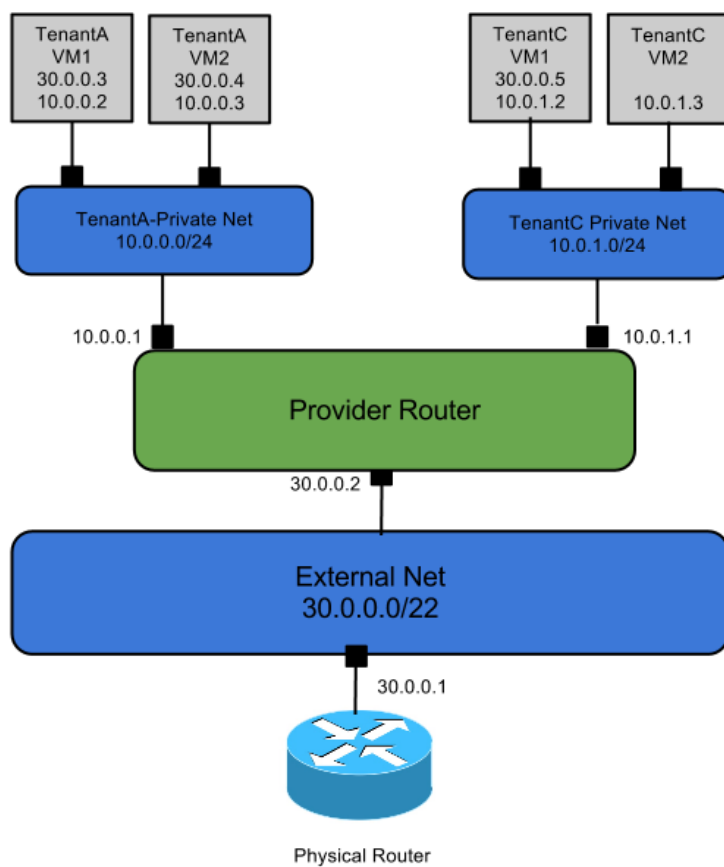 TenantA
VM1
30.0.0.3
10.0.0.2
TenantA
VM2
30.0.0.4
10.0.0.3
TenantC
VM1
30.0.0.5
10.0.1.2
TenantC
VM2
10.0.1.3
TenantA-Private Net
10.0.0.0/24
TenantC Private Net
10.0.1.0/24
10.0.0.1
10.0.1.1
Provider Router
30.0.0.2
External Net
30.0.0.0/22
30.0.0.1
Physical Router